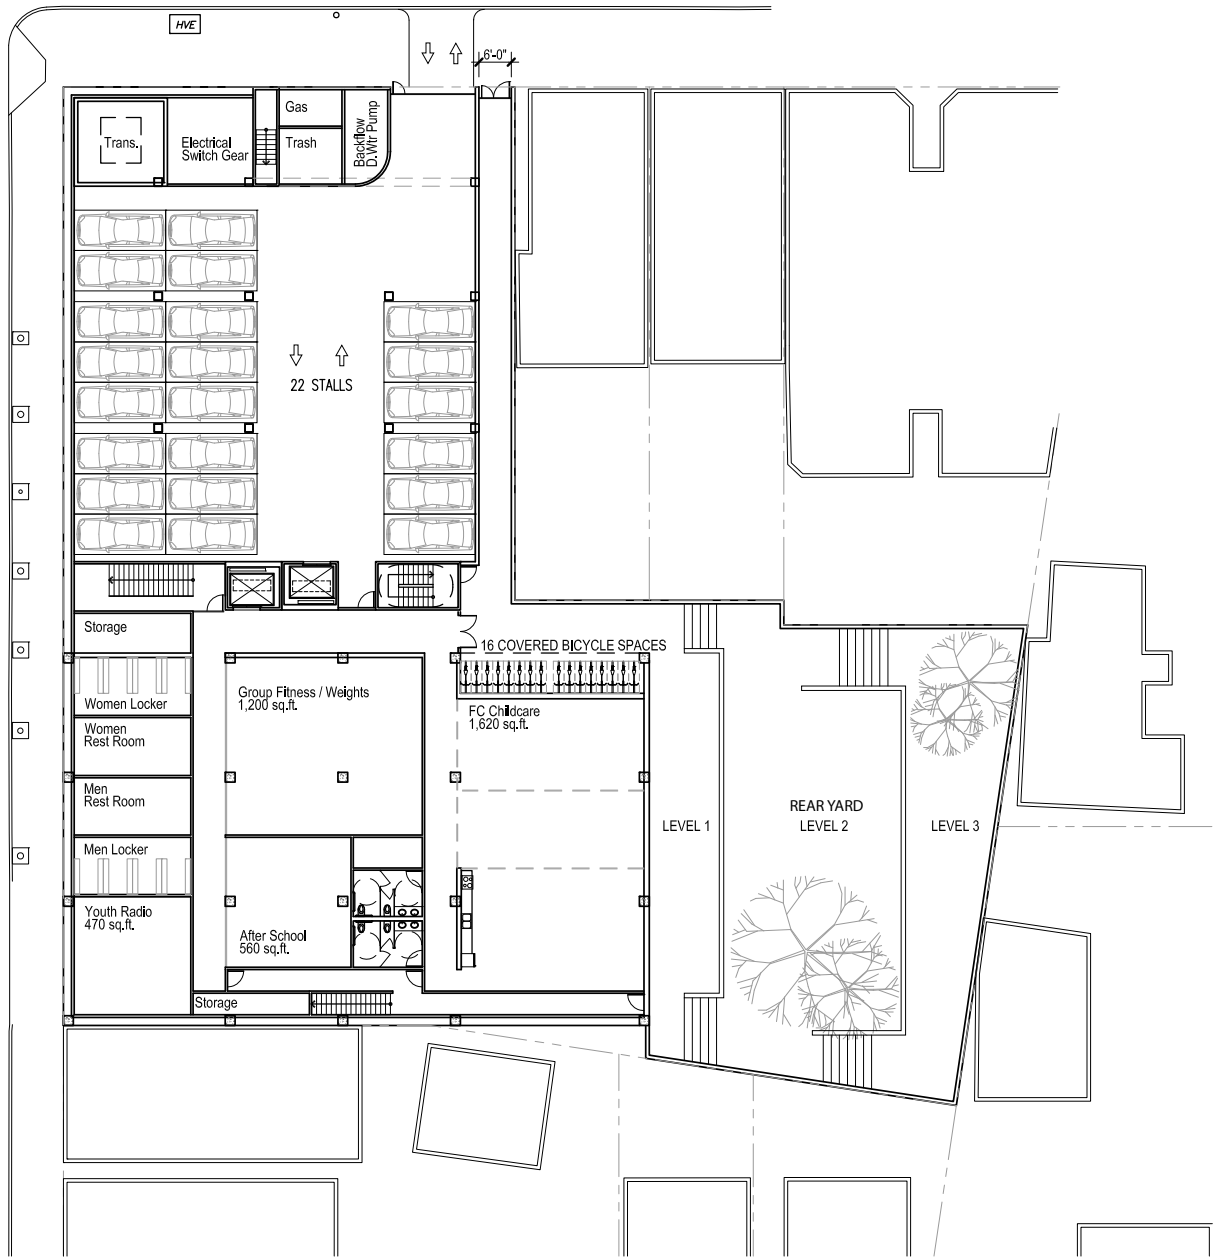 HVE
6'-0"
Gas
Trans.
Electrical
Switch Gear
Trash
Backflow
D.Wtr Pump
22 STALLS
Storage
16 COVERED BICYCLE SPACES
Women Locker
Group Fitness / Weights
1,200 sq.ft.
FC Childcare
1,620 sq.ft.
Women
Rest Room
Men
Rest Room
REAR YARD
LEVEL 1
LEVEL 2
LEVEL 3
Men Locker
Youth Radio
470 sq.ft.
After School
560 sq.ft.
Storage